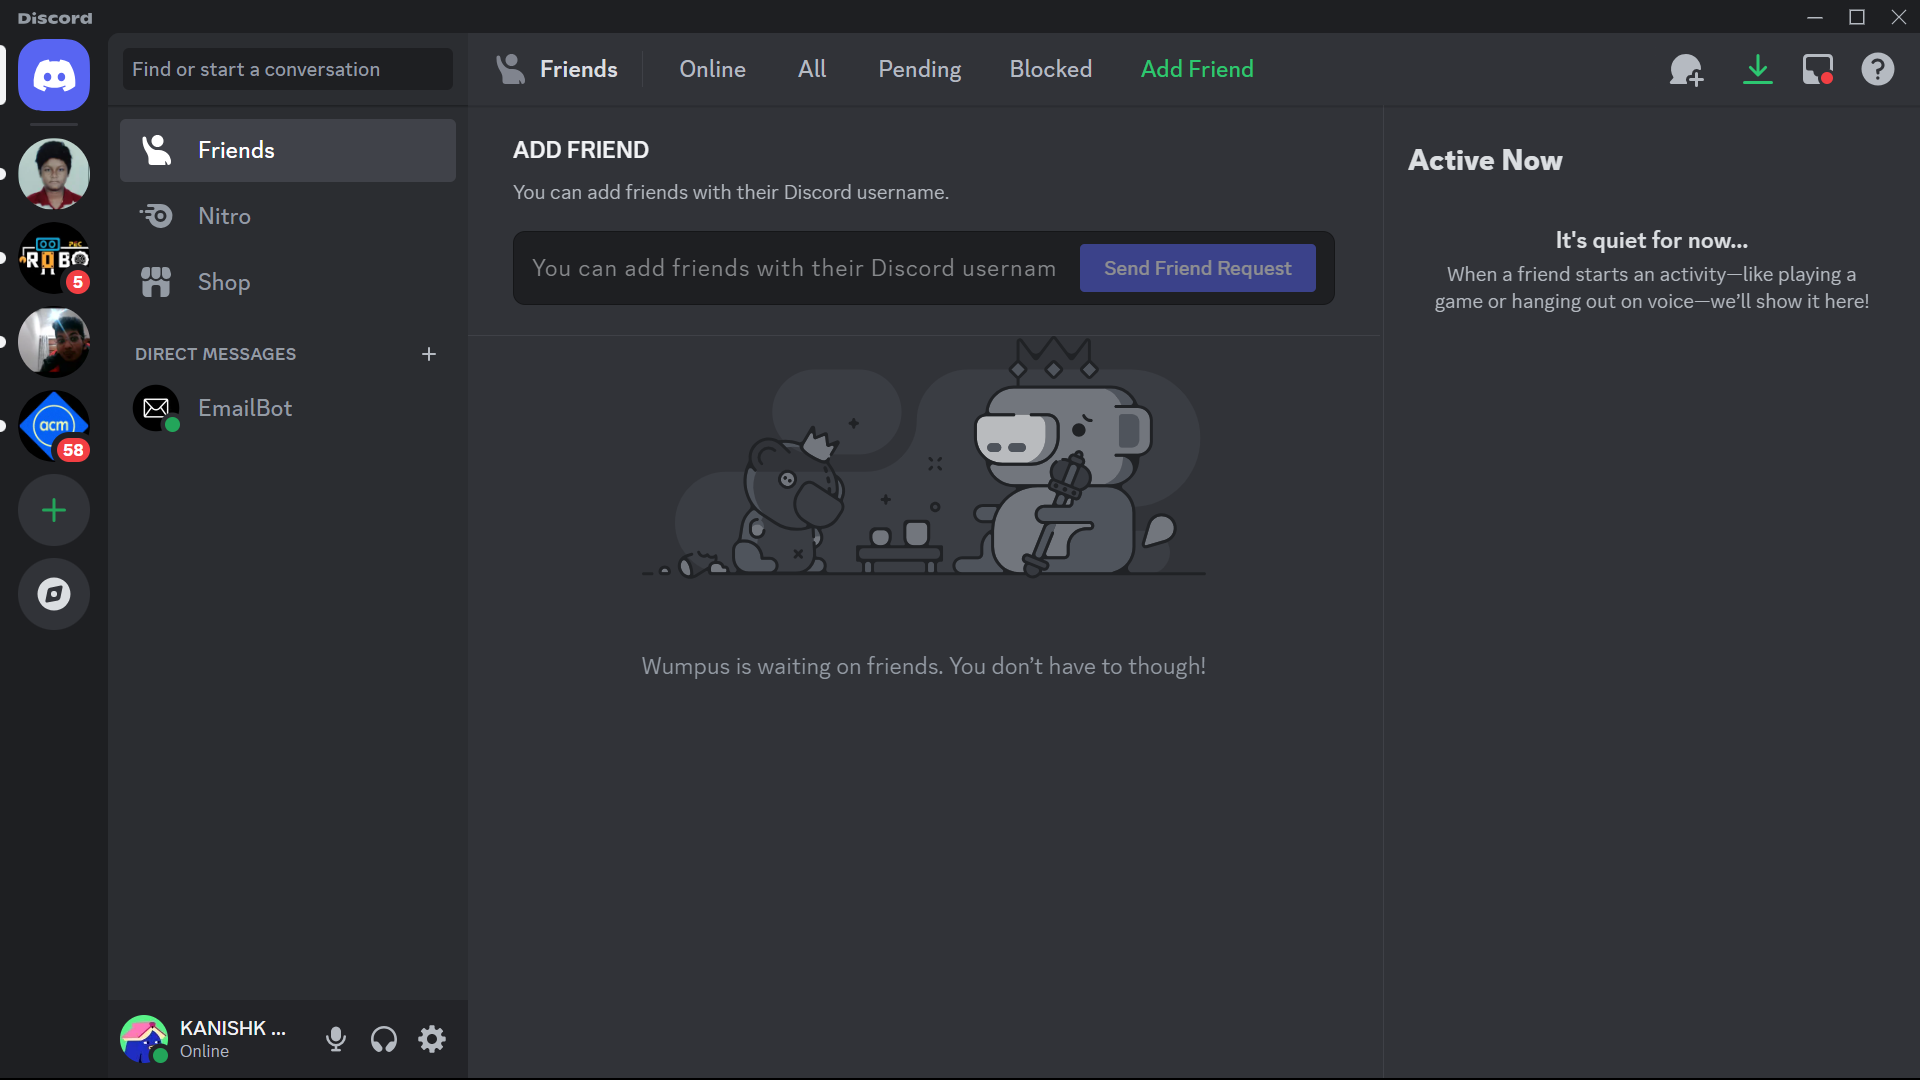 Discord
Find or start a conversation
Friends
Online
All
Pending
Blocked
Add Friend
?
Friends
Nitro
Shop
DIRECT MESSAGES
EmailBot
PEC
ROBO
5
acm
58
ADD FRIEND
You can add friends with their Discord username.
You can add friends with their Discord usernam
Send Friend Request
Wumpus is waiting on friends. You don’t have to though!
Active Now
It's quiet for now...
When a friend starts an activity—like playing a
game or hanging out on voice—we’ll show it here!
KANISHK ...
Online